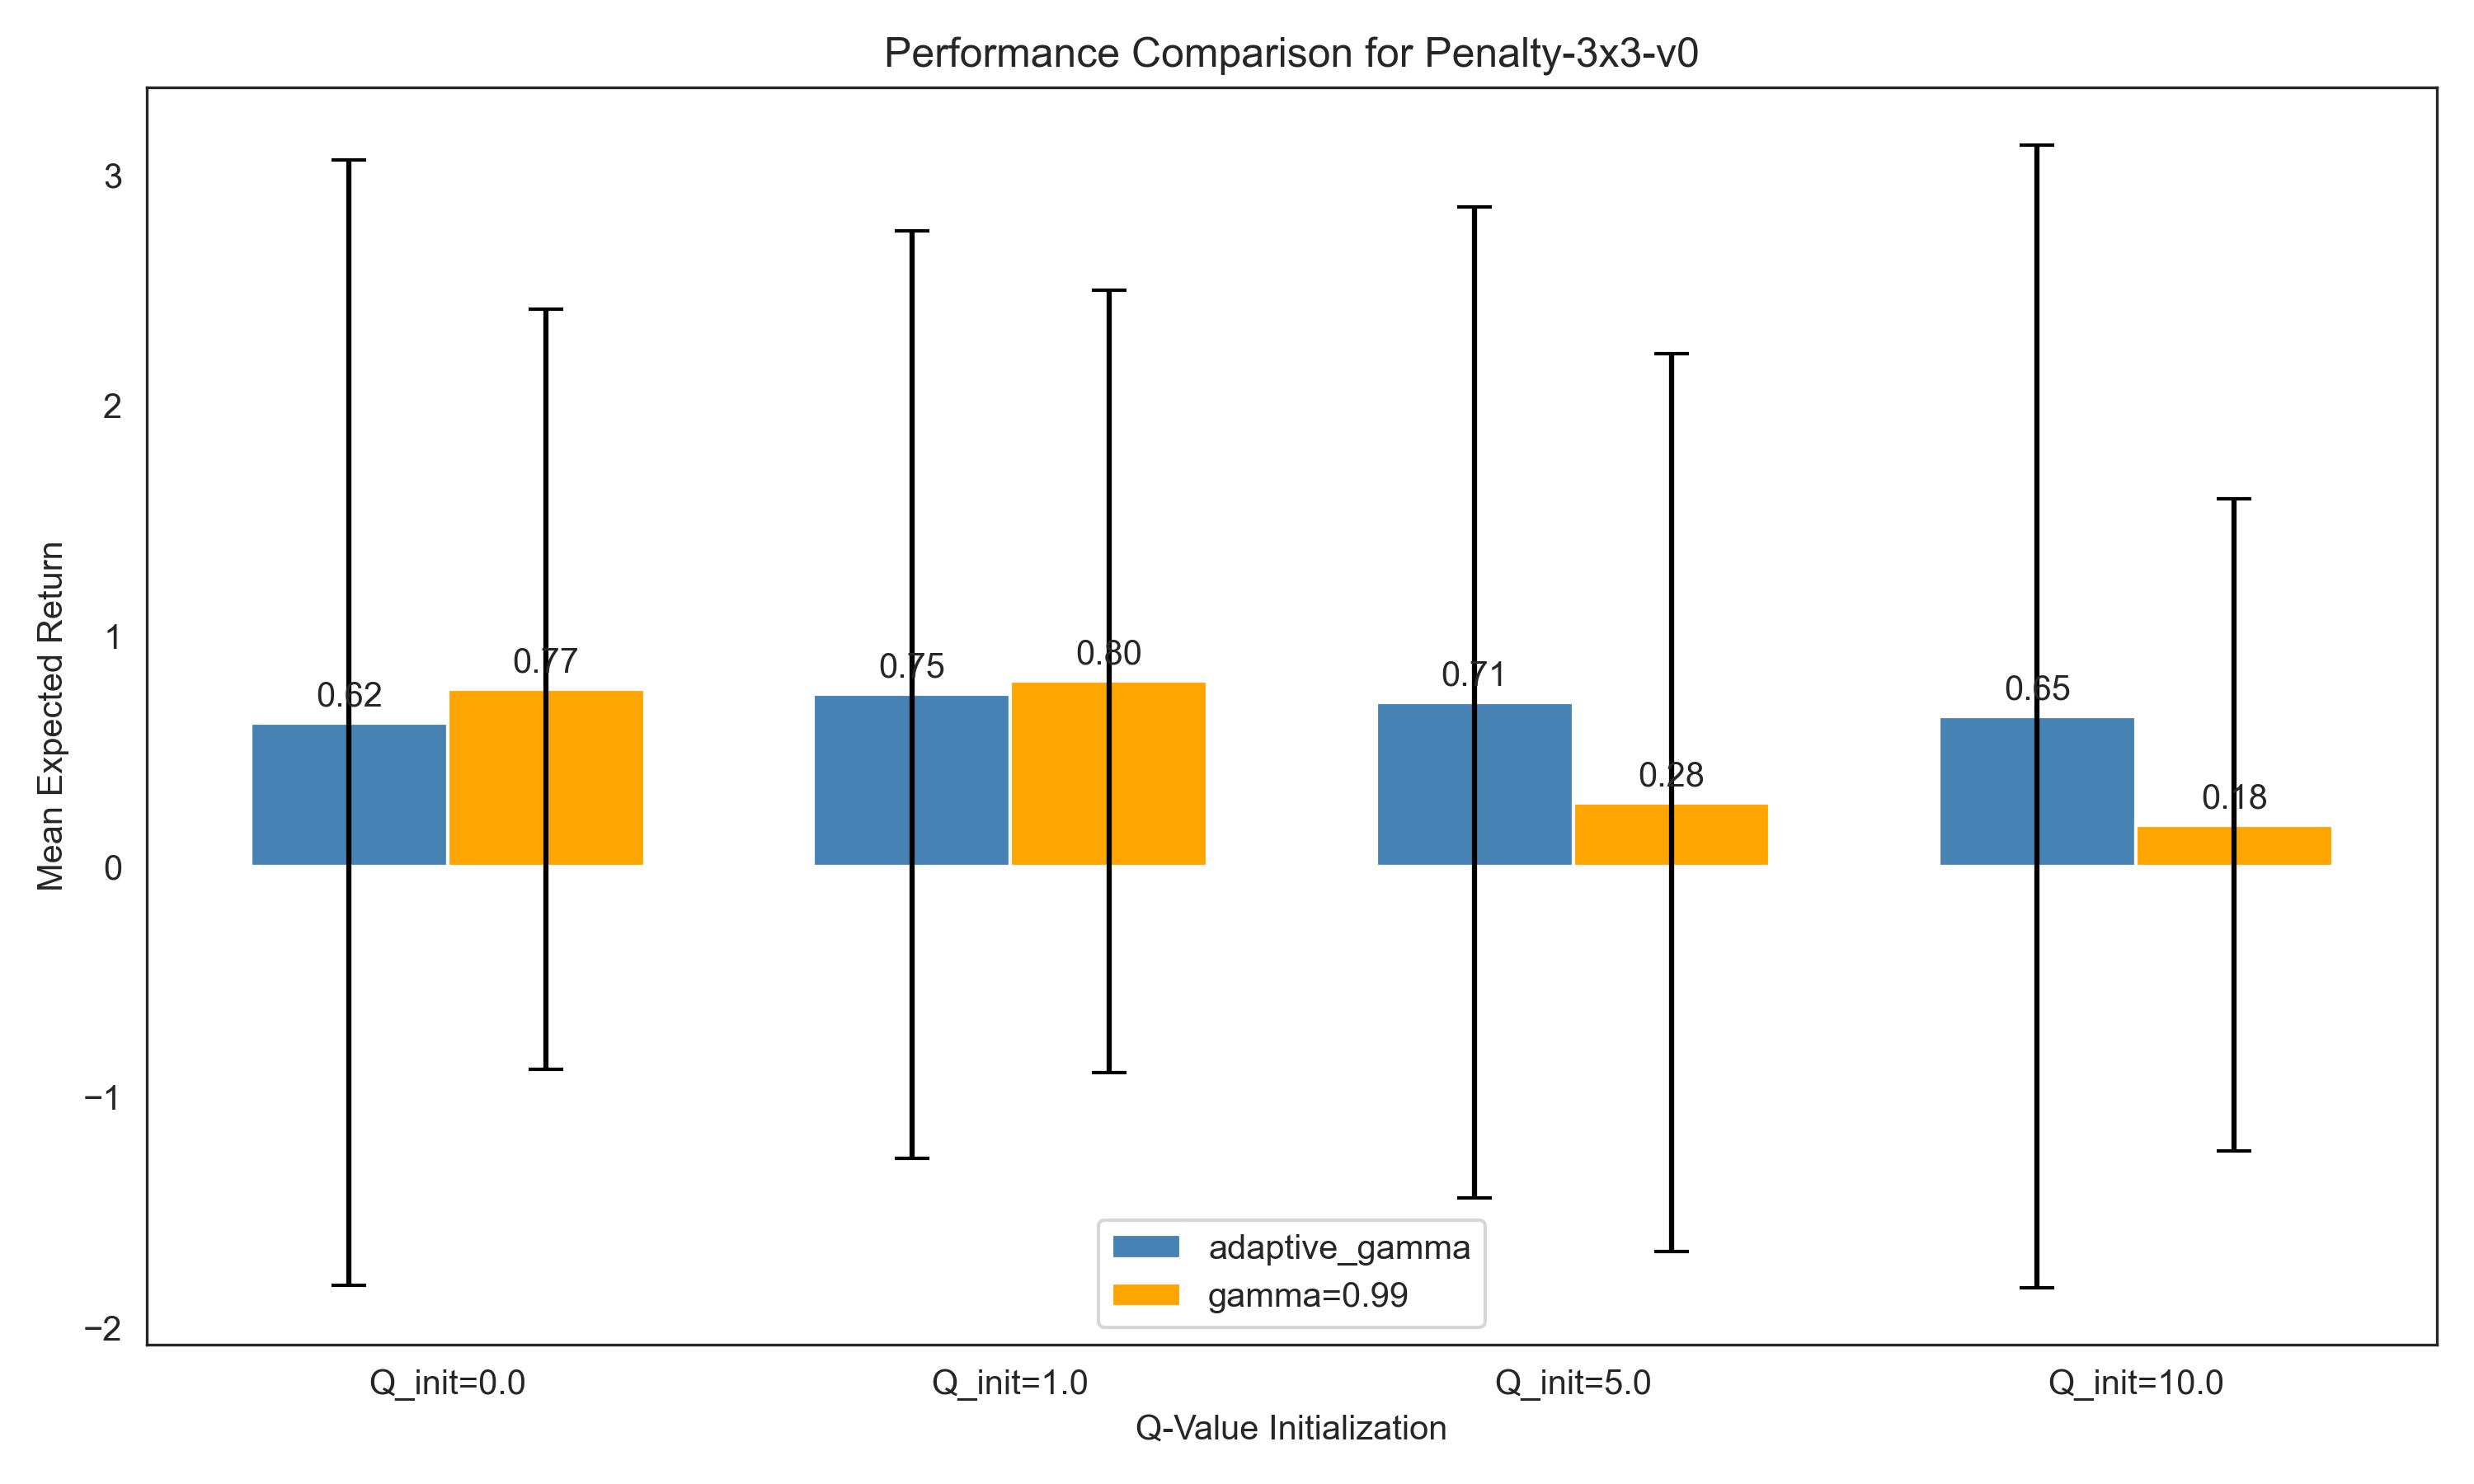 Performance Comparison for Penalty-3x3-v0
Mean Expected Return
3
2
1
0
−1
−2
0.62
0.77
0.75
0.80
0.71
0.28
0.65
0.18
adaptive_gamma
gamma=0.99
Q_init=0.0
Q_init=1.0
Q_init=5.0
Q_init=10.0
Q-Value Initialization